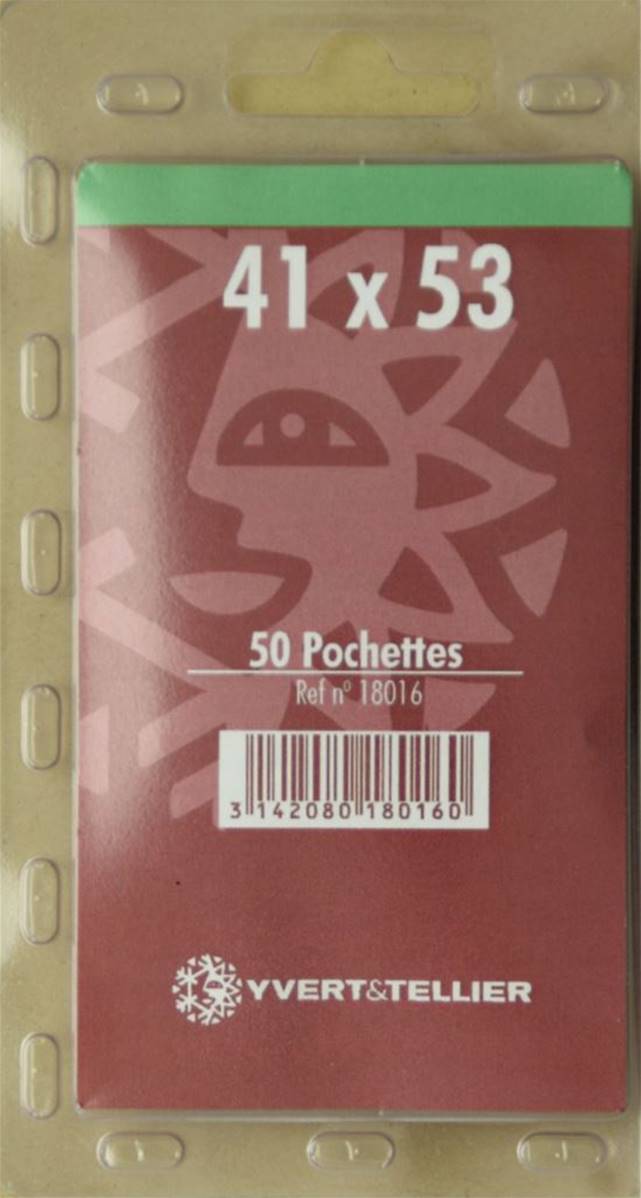 41 x 53
50 Pochettes
Ref n° 18016
3 142080 180160
YVERT&TELLIER